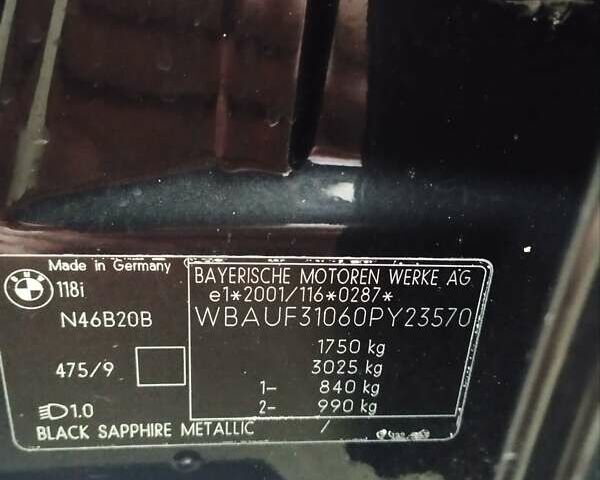 Made in Germany
BMW
118i
N46B20B
475/9
1.0
BLACK SAPPHIRE METALLIC /
BAYERISCHE MOTOREN WERKE AG
e1*2001/116*0287*
WBAUF31060PY23570
1750 kg
3025 kg
1- 840 kg
2- 990 kg